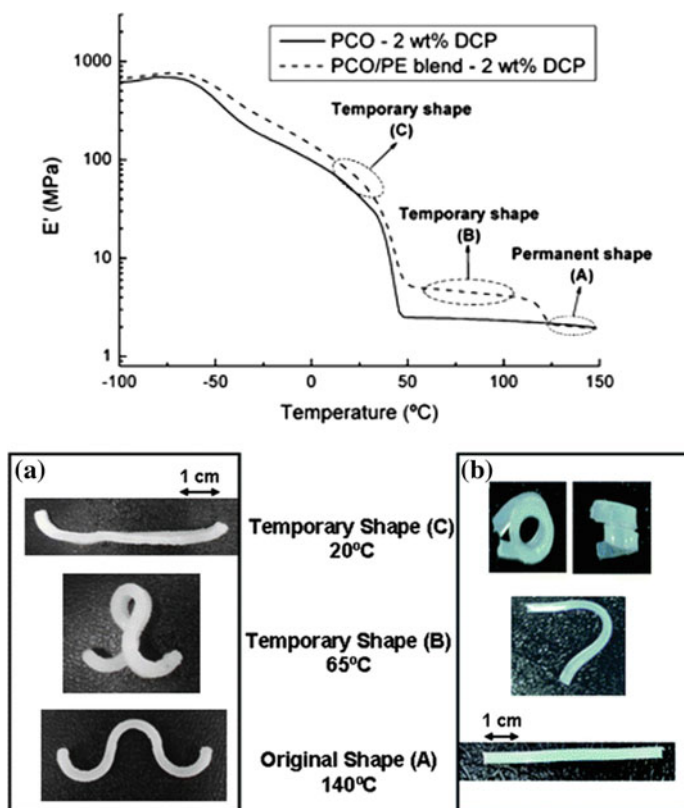 PCO - 2 wt% DCP
PCO/PE blend - 2 wt% DCP
Temporary shape
(C)
Temporary shape
(B)
Permanent shape
(A)
1000
100
10
1
E' (MPa)
-100
-50
0
50
100
150
Temperature (ºC)
(a)
1 cm
Temporary Shape (C)
20ºC
Temporary Shape (B)
65ºC
Original Shape (A)
140ºC
(b)
1 cm